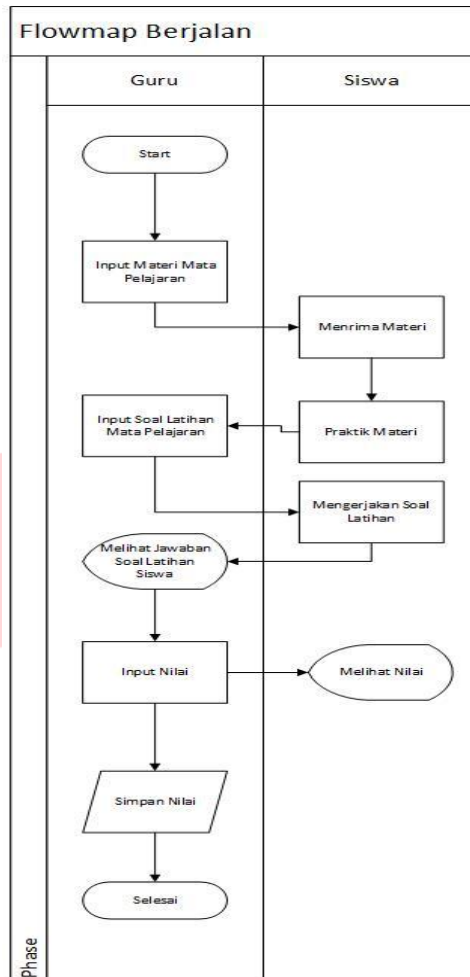 Flowmap Berjalan
Guru
Siswa
Start
Input Materi Mata
Pelajaran
Menrima Materi
Input Soal Latihan
Mata Pelajaran
Praktik Materi
Mengerjakan Soal
Latihan
Melihat Jawaban
Soal Latihan
Siswa
Input Nilai
Melihat Nilai
Simpan Nilai
Selesai
Phase